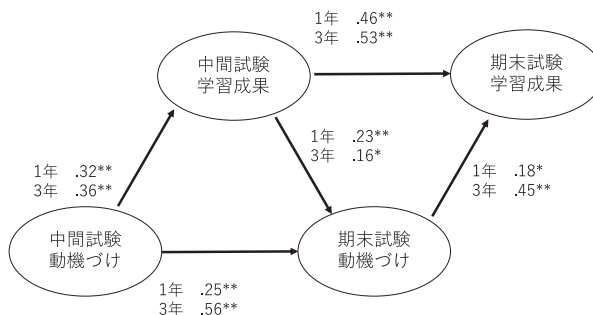 1年 .46**
3年 .53**
中間試験
学習成果
期末試験
学習成果
1年 .23**
3年 .16*
1年 .32**
3年 .36**
1年 .18*
3年 .45**
中間試験
動機づけ
期末試験
動機づけ
1年 .25**
3年 .56**